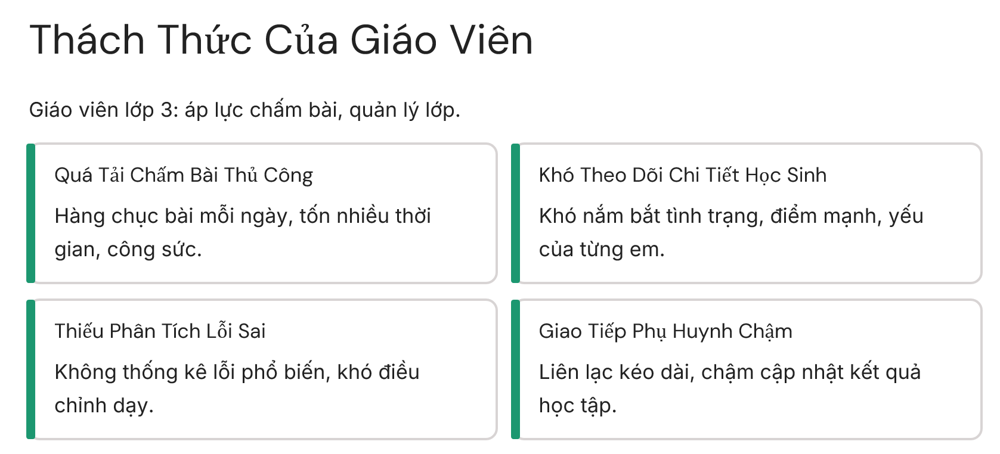 Thách Thức Của Giáo Viên
Giáo viên lớp 3: áp lực chấm bài, quản lý lớp.
Quá Tải Chấm Bài Thủ Công
Hàng chục bài mỗi ngày, tốn nhiều thời
gian, công sức.
Khó Theo Dõi Chi Tiết Học Sinh
Khó nắm bắt tình trạng, điểm mạnh, yếu
của từng em.
Thiếu Phân Tích Lỗi Sai
Không thống kê lỗi phổ biến, khó điều
chỉnh dạy.
Giao Tiếp Phụ Huynh Chậm
Liên lạc kéo dài, chậm cập nhật kết quả
học tập.